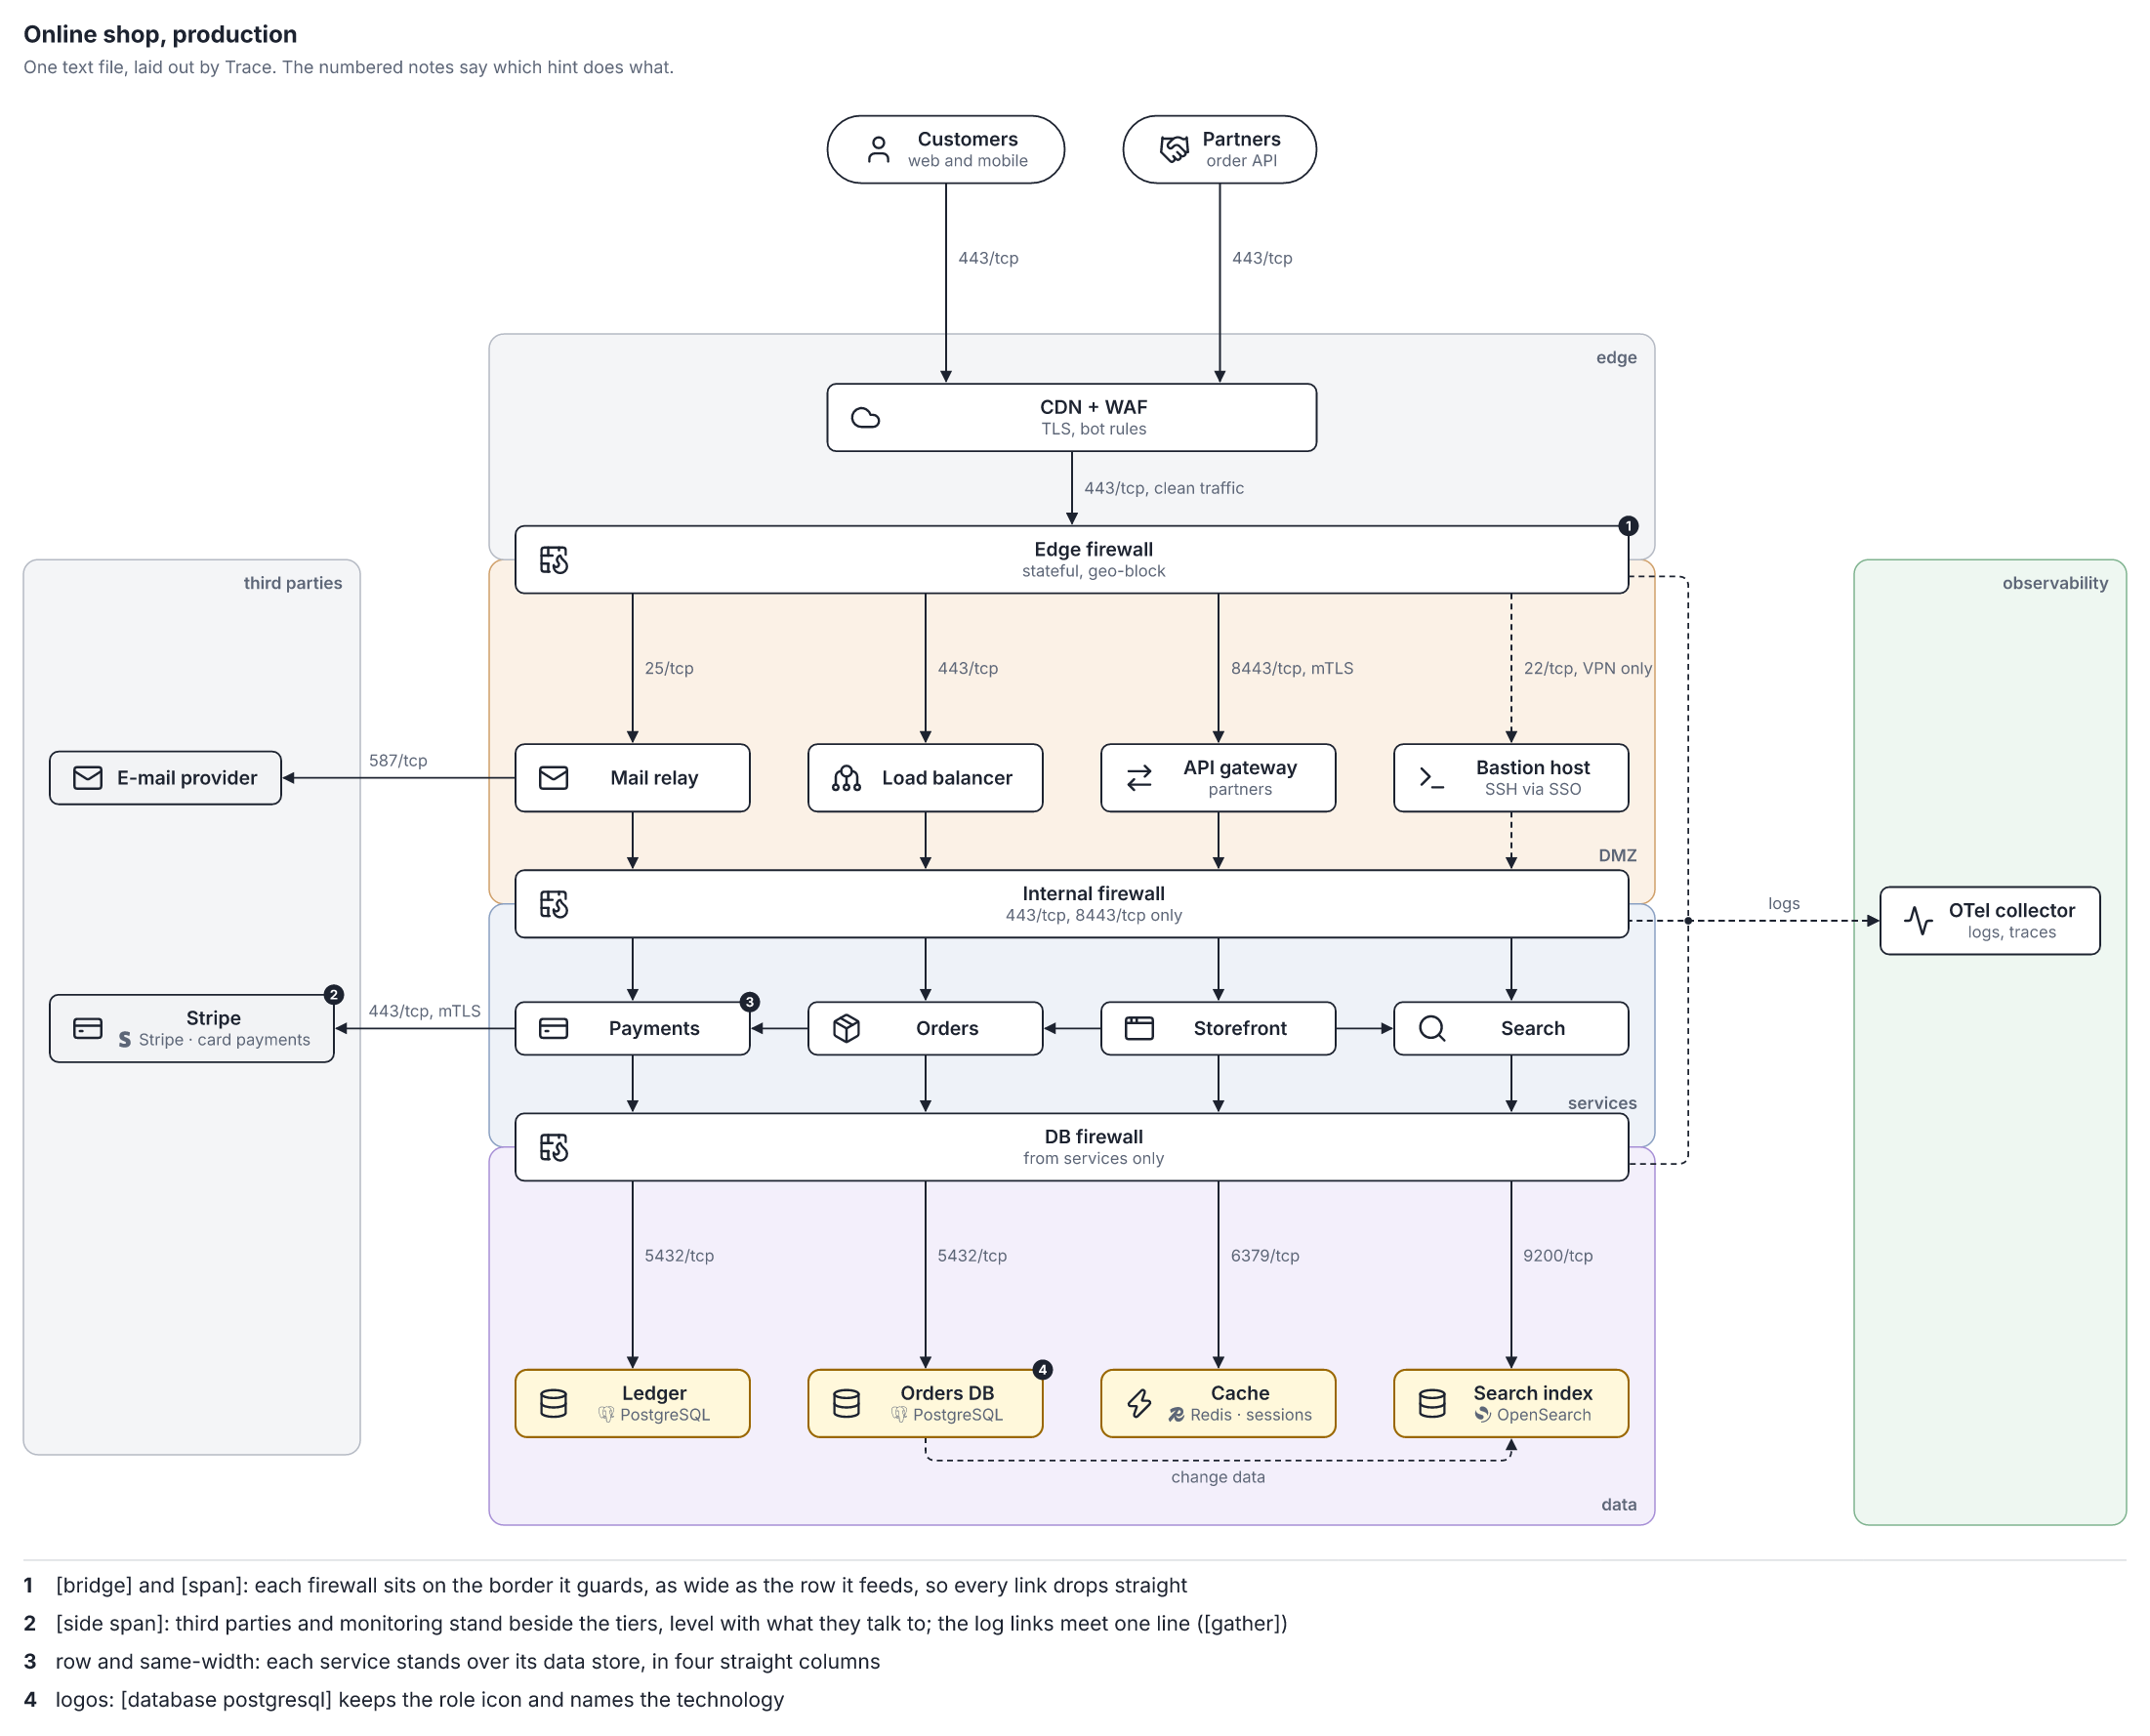 Online shop, production
One text file, laid out by Trace. The numbered notes say which hint does what.
Customers
web and mobile
Partners
order API
443/tcp
443/tcp
edge
CDN + WAF
TLS, bot rules
443/tcp, clean traffic
1
Edge firewall
stateful, geo-block
third parties
observability
25/tcp
443/tcp
8443/tcp, mTLS
22/tcp, VPN only
E-mail provider
587/tcp
Mail relay
Load balancer
API gateway
partners
Bastion host
SSH via SSO
DMZ
Internal firewall
443/tcp, 8443/tcp only
logs
OTel collector
logs, traces
2
Stripe
Stripe · card payments
443/tcp, mTLS
3
Payments
Orders
Storefront
Search
services
DB firewall
from services only
5432/tcp
5432/tcp
6379/tcp
9200/tcp
Ledger
PostgreSQL
4
Orders DB
PostgreSQL
Cache
Redis · sessions
Search index
OpenSearch
change data
data
1 [bridge] and [span]: each firewall sits on the border it guards, as wide as the row it feeds, so every link drops straight
2 [side span]: third parties and monitoring stand beside the tiers, level with what they talk to; the log links meet one line ([gather])
3 row and same-width: each service stands over its data store, in four straight columns
4 logos: [database postgresql] keeps the role icon and names the technology